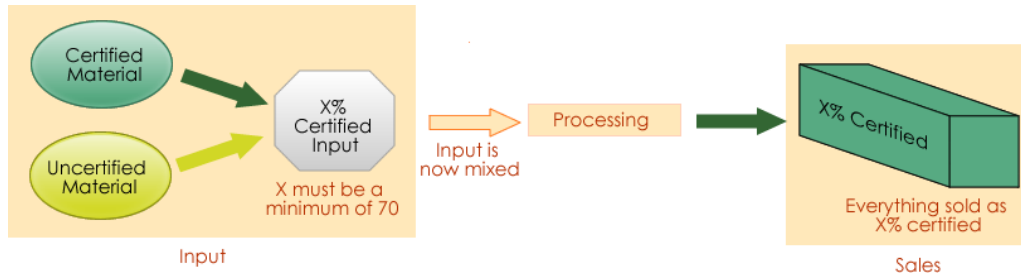 Certified
Material
Uncertified
Material
X%
Certified
Input
X must be a
minimum of 70
Input
Input is
now mixed
Processing
X% Certified
Everything sold as
X% certified
Sales